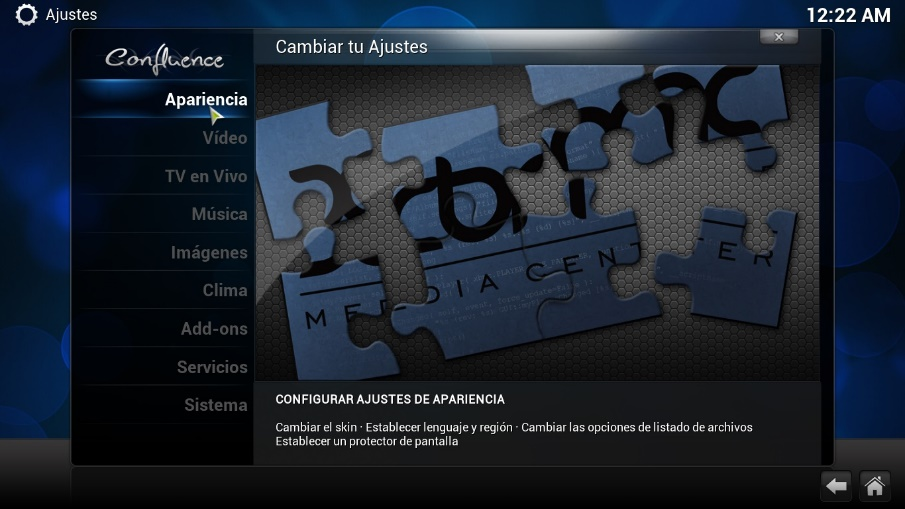 Ajustes
12:22 AM
Confluence
Cambiar tu Ajustes
Apariencia
Vídeo
TV en Vivo
Música
Imágenes
Clima
Add-ons
Servicios
Sistema
MEDIA CENTER
CONFIGURAR AJUSTES DE APARIENCIA
Cambiar el skin · Establecer lenguaje y región · Cambiar las opciones de listado de archivos
Establecer un protector de pantalla